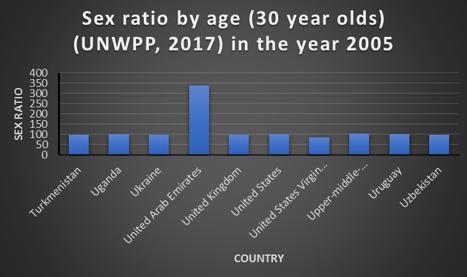 Sex ratio by age (30 year olds)
(UNWPP, 2017) in the year 2005
SEX RATIO
400
350
300
250
200
150
100
50
0
Turkmenistan
Uganda
Ukraine
United Arab Emirates
United Kingdom
United States
United States Virgin...
Upper-middle-...
Uruguay
Uzbekistan
COUNTRY